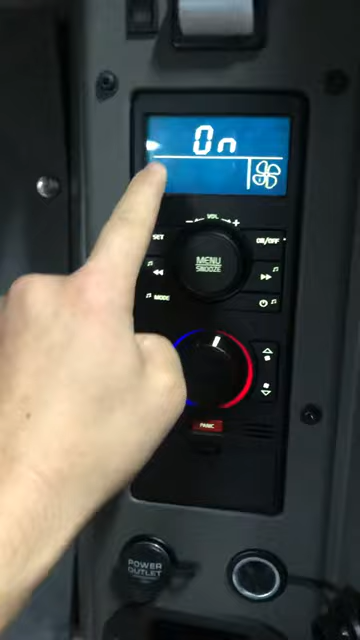 On
VOL
- +
SET
ON/OFF
MENU
SNOOZE
MODE
PANIC
POWER
OUTLET